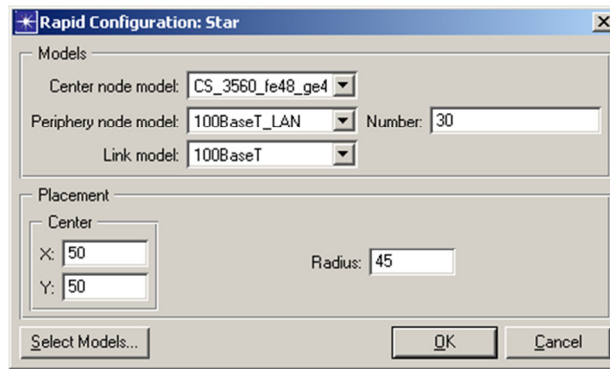 Rapid Configuration: Star
Models
Center node model: CS_3560_fe48_ge4
Periphery node model: 100BaseT_LAN Number: 30
Link model: 100BaseT
Placement
Center
X: 50
Radius: 45
Y: 50
Select Models... OK Cancel